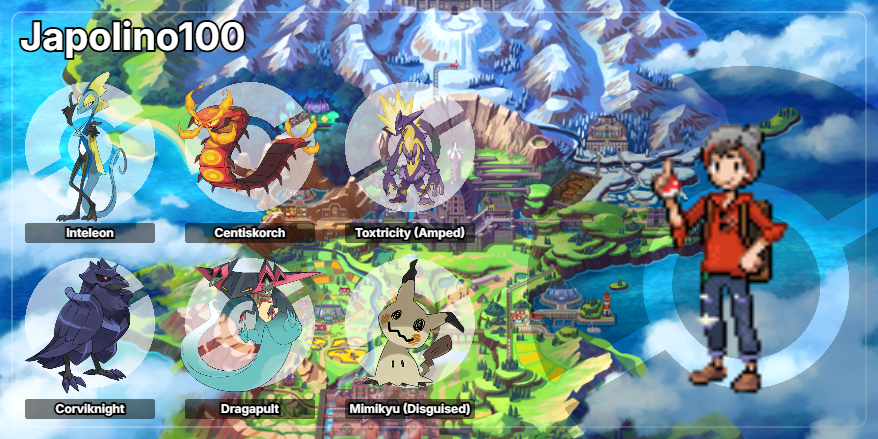 Japolino100
Inteleon
Centiskorch
Toxtricity (Amped)
Corviknight
Dragapult
Mimikyu (Disguised)